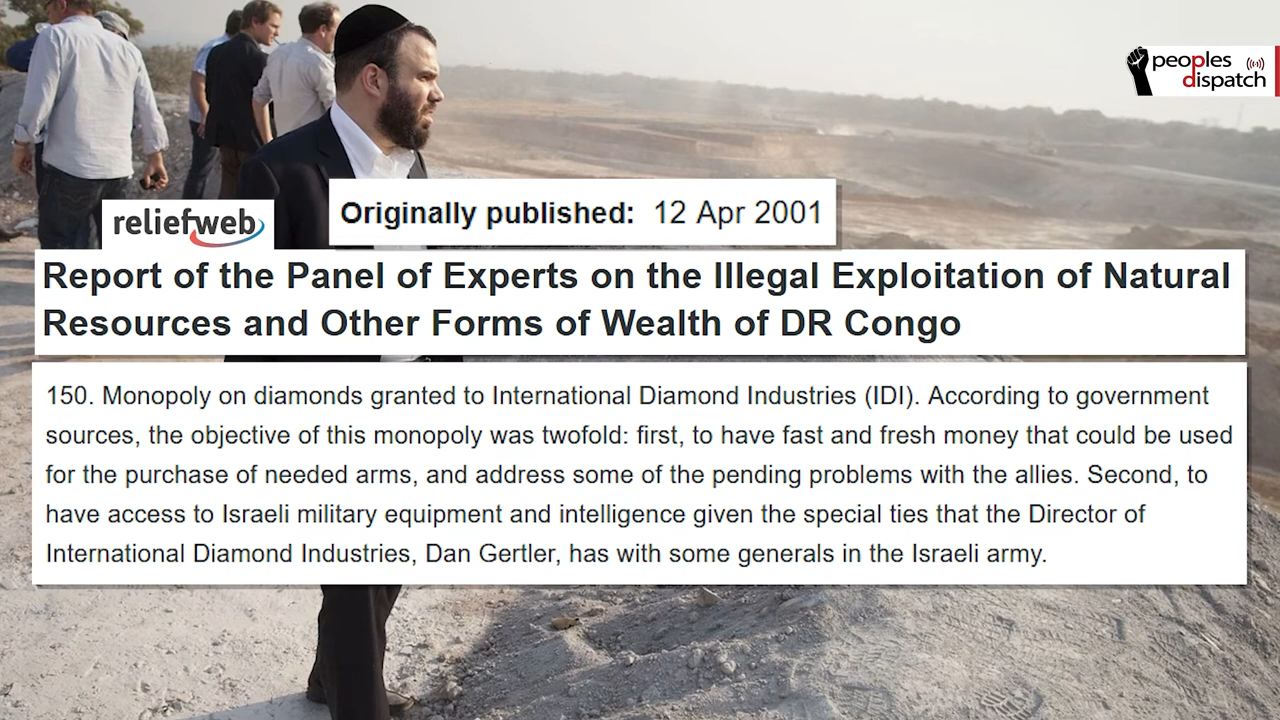 peoples
dispatch
Originally published: 12 Apr 2001
reliefweb
Report of the Panel of Experts on the Illegal Exploitation of Natural
Resources and Other Forms of Wealth of DR Congo
150. Monopoly on diamonds granted to International Diamond Industries (IDI). According to government
sources, the objective of this monopoly was twofold: first, to have fast and fresh money that could be used
for the purchase of needed arms, and address some of the pending problems with the allies. Second, to
have access to Israeli military equipment and intelligence given the special ties that the Director of
International Diamond Industries, Dan Gertler, has with some generals in the Israeli army.